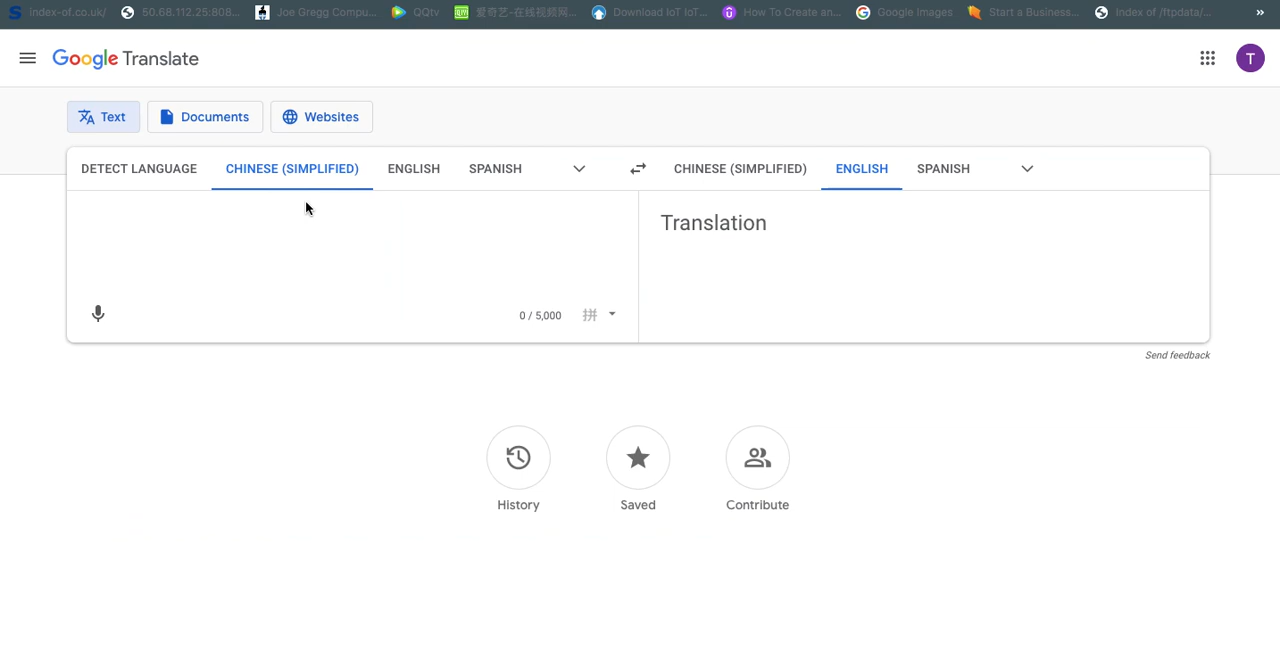 index-of.co.uk/ 50.68.112.25:808... Joe Gregg Compu... QQtv 爱奇艺-在线视频网... Download IoT IoT... How To Create an... Google Images Start a Business... Index of /ftpdata/... »
Google Translate T
Text Documents Websites
DETECT LANGUAGE CHINESE (SIMPLIFIED) ENGLISH SPANISH CHINESE (SIMPLIFIED) ENGLISH SPANISH
Translation
0 / 5,000 拼
Send feedback
History Saved Contribute